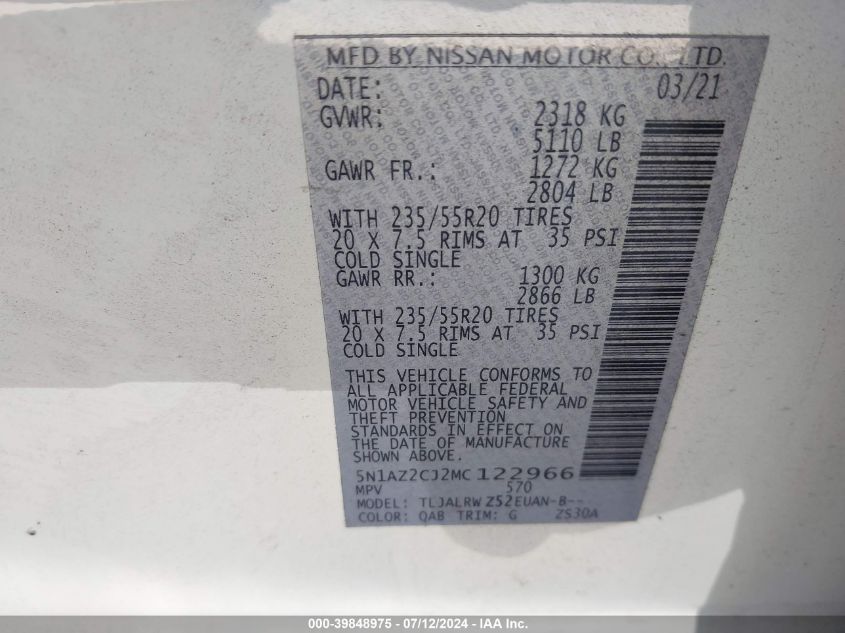 MFD BY NISSAN MOTOR CO., LTD.
DATE: 03/21
GVWR: 2318 KG
5110 LB
GAWR FR.: 1272 KG
2804 LB
WITH 235/55R20 TIRES
20 X 7.5 RIMS AT 35 PSI
COLD SINGLE
GAWR RR.: 1300 KG
2866 LB
WITH 235/55R20 TIRES
20 X 7.5 RIMS AT 35 PSI
COLD SINGLE
THIS VEHICLE CONFORMS TO
ALL APPLICABLE FEDERAL
MOTOR VEHICLE SAFETY AND
THEFT PREVENTION
STANDARDS IN EFFECT ON
THE DATE OF MANUFACTURE
SHOWN ABOVE.
5N1AZ2CJ2MC122966
MPV 570
MODEL: TLJALRW Z52EUAN-B--
COLOR: QAB TRIM: G ZS30A
000-39848975 - 07/12/2024 - IAA Inc.